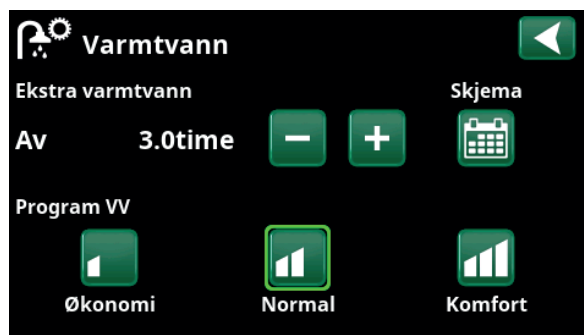 Varmtvann
Ekstra varmtvann
Skjema
Av 3.0time
Program VV
Økonomi Normal Komfort